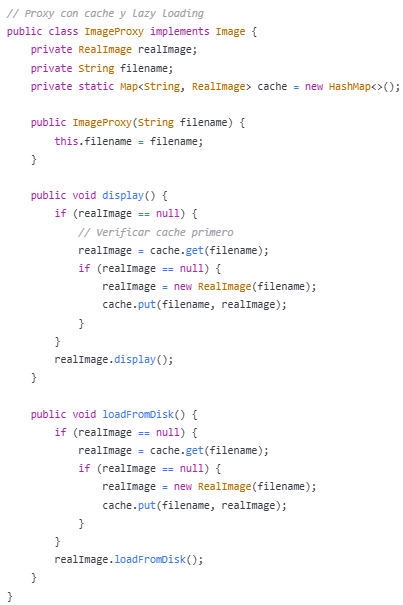 // Proxy con cache y lazy loading
public class ImageProxy implements Image {
    private RealImage realImage;
    private String filename;
    private static Map<String, RealImage> cache = new HashMap<>();

    public ImageProxy(String filename) {
        this.filename = filename;
    }

    public void display() {
        if (realImage == null) {
            // Verificar cache primero
            realImage = cache.get(filename);
            if (realImage == null) {
                realImage = new RealImage(filename);
                cache.put(filename, realImage);
            }
        }
        realImage.display();
    }

    public void loadFromDisk() {
        if (realImage == null) {
            realImage = cache.get(filename);
            if (realImage == null) {
                realImage = new RealImage(filename);
                cache.put(filename, realImage);
            }
        }
        realImage.loadFromDisk();
    }
}